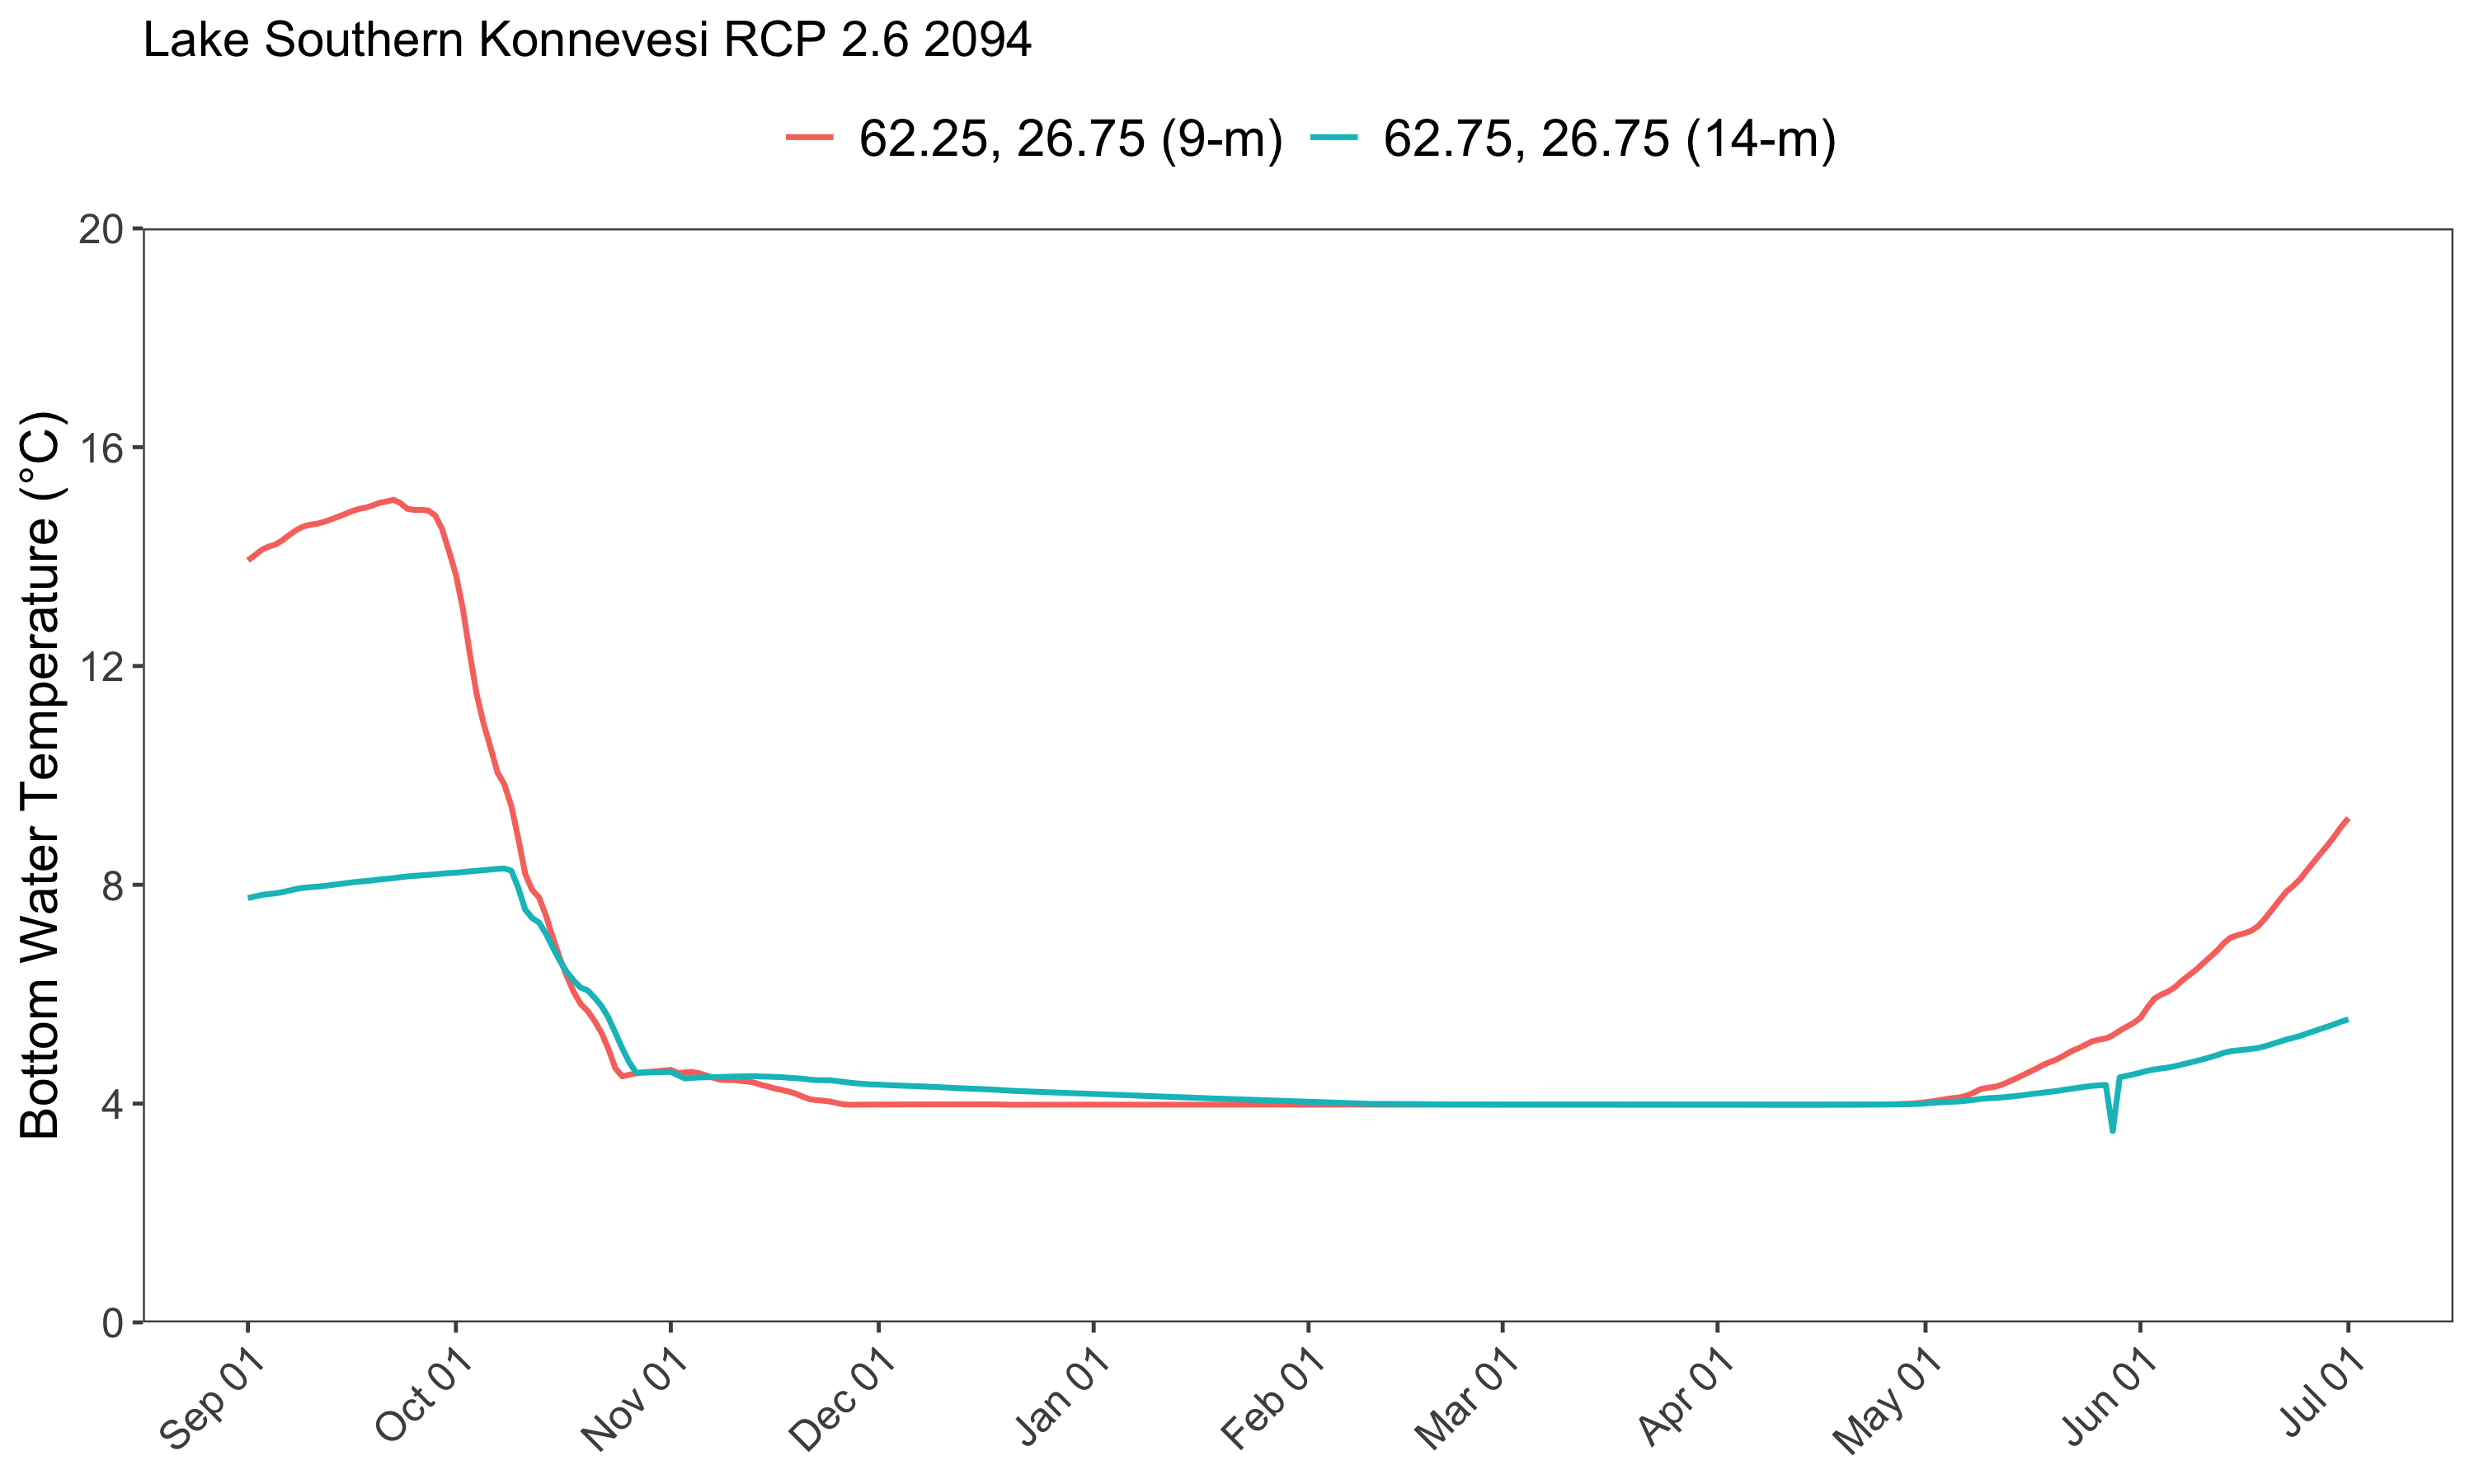 Lake Southern Konnevesi RCP 2.6 2094
62.25, 26.75 (9-m) 62.75, 26.75 (14-m)
Bottom Water Temperature (°C)
20
16
12
8
4
0
Sep 01 Oct 01 Nov 01 Dec 01 Jan 01 Feb 01 Mar 01 Apr 01 May 01 Jun 01 Jul 01